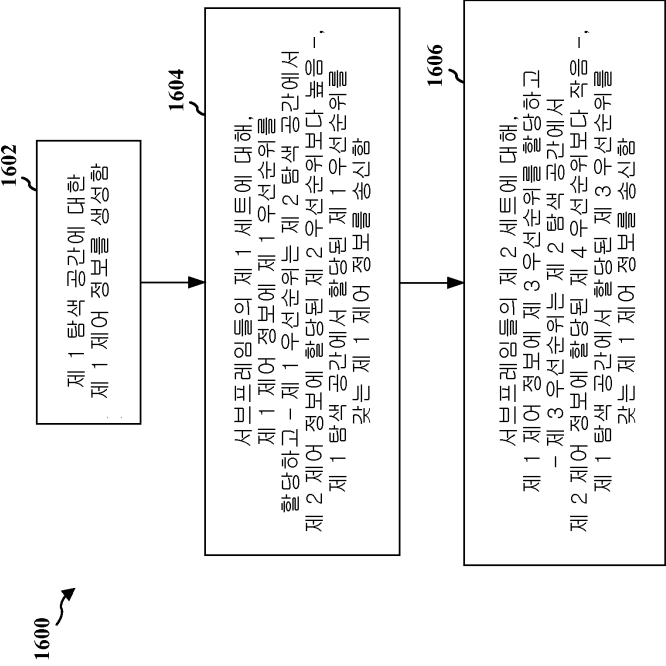 1600
1602
제 1 탐색 공간에 대한
제 1 제어 정보를 생성함
1604
서브프레임들의 제 1 세트에 대해,
제 1 제어 정보에 제 1 우선순위를
할당하고 - 제 1 우선순위는 제 2 탐색 공간에서
제 2 제어 정보에 할당된 제 2 우선순위보다 높음 -,
제 1 탐색 공간에서 할당된 제 1 우선순위를
갖는 제 1 제어 정보를 송신함
1606
서브프레임들의 제 2 세트에 대해,
제 1 제어 정보에 제 3 우선순위를 할당하고
- 제 3 우선순위는 제 2 탐색 공간에서
제 2 제어 정보에 할당된 제 4 우선순위보다 작음 -,
제 1 탐색 공간에서 할당된 제 3 우선순위를
갖는 제 1 제어 정보를 송신함